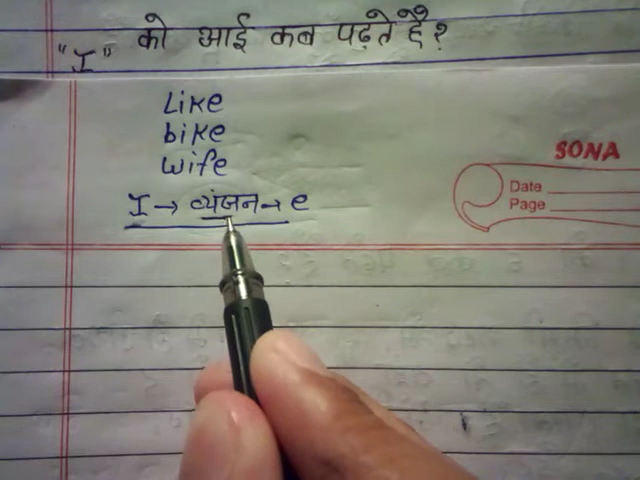 "I" को आई कब पढ़ते है?
Like
bike
wife
I → व्यंजन → e
SONA
Date
Page